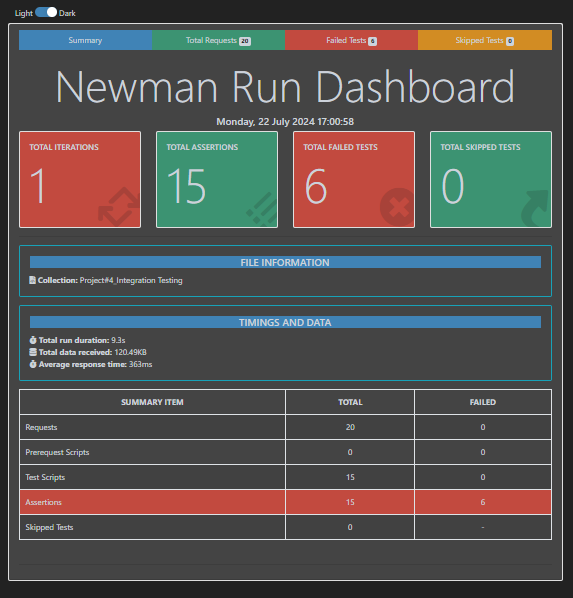 Light Dark
Summary Total Requests 20 Failed Tests 6 Skipped Tests 0
Newman Run Dashboard
Monday, 22 July 2024 17:00:58
TOTAL ITERATIONS TOTAL ASSERTIONS TOTAL FAILED TESTS TOTAL SKIPPED TESTS
1 15 6 0
FILE INFORMATION
Collection: Project#4_Integration Testing
TIMINGS AND DATA
Total run duration: 9.3s
Total data received: 120.49KB
Average response time: 363ms
SUMMARY ITEM TOTAL FAILED
Requests 20 0
Prerequest Scripts 0 0
Test Scripts 15 0
Assertions 15 6
Skipped Tests 0 -